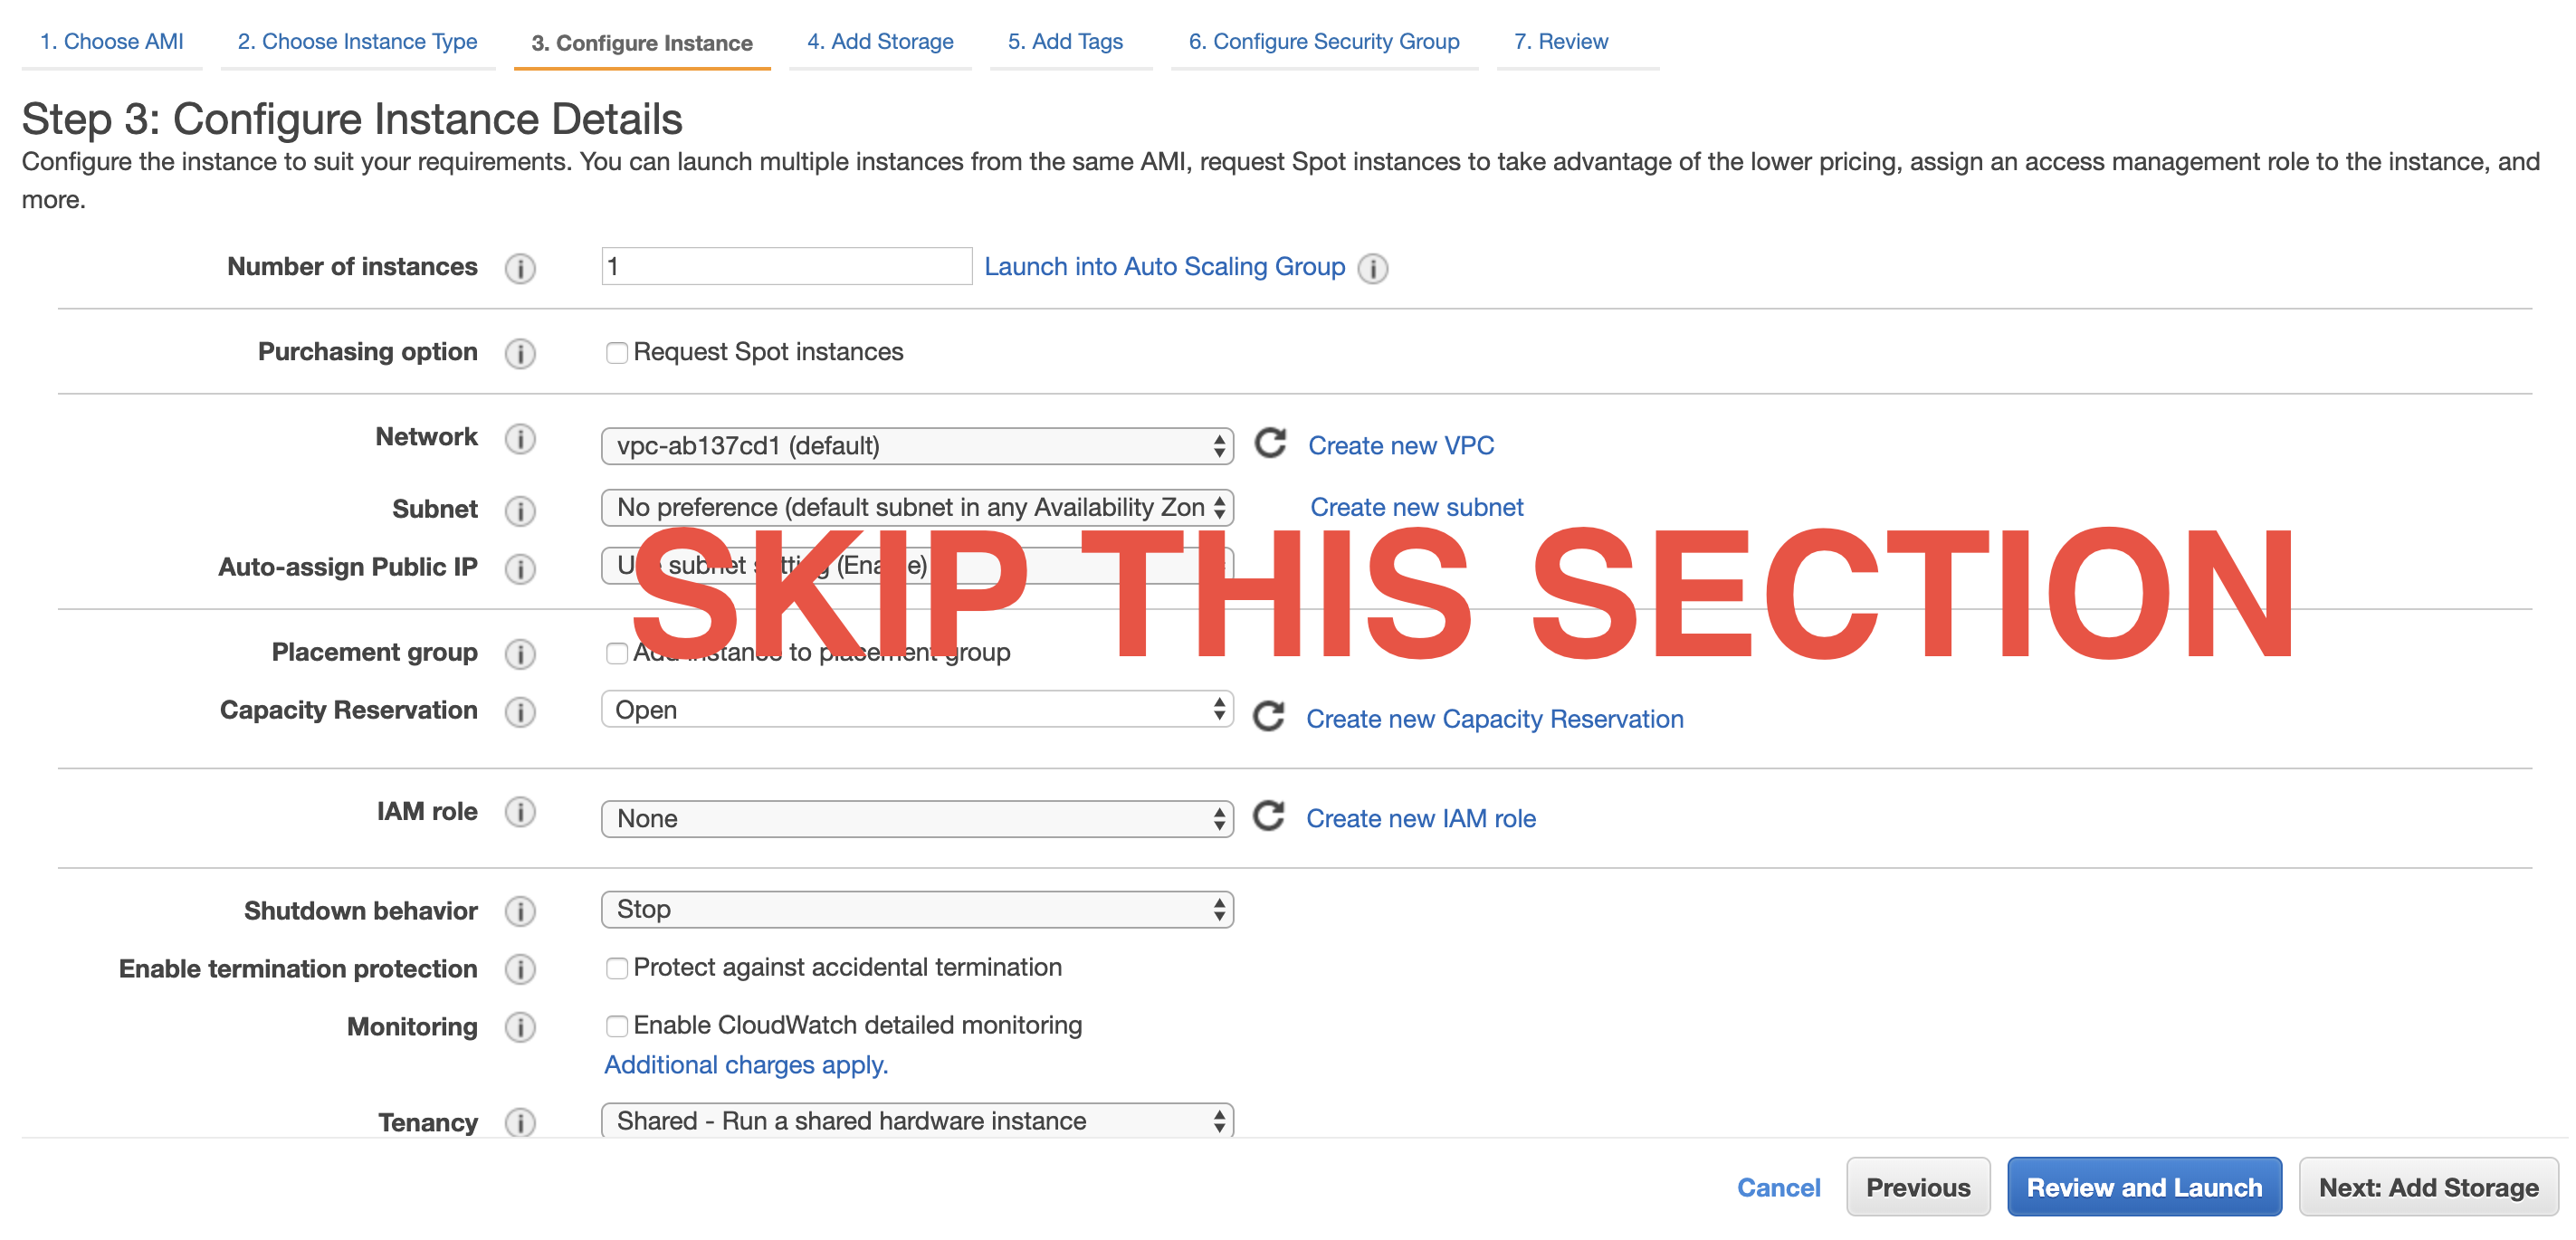 1. Choose AMI 2. Choose Instance Type 3. Configure Instance 4. Add Storage 5. Add Tags 6. Configure Security Group 7. Review
Step 3: Configure Instance Details
Configure the instance to suit your requirements. You can launch multiple instances from the same AMI, request Spot instances to take advantage of the lower pricing, assign an access management role to the instance, and
more.
Number of instances 1 Launch into Auto Scaling Group
Purchasing option Request Spot instances
Network vpc-ab137cd1 (default) Create new VPC
Subnet No preference (default subnet in any Availability Zon Create new subnet
Auto-assign Public IP subnet
SKIP THIS SECTION
Placement group to placement group
Capacity Reservation Open Create new Capacity Reservation
IAM role None Create new IAM role
Shutdown behavior Stop
Enable termination protection Protect against accidental termination
Monitoring Enable CloudWatch detailed monitoring
Additional charges apply.
Tenancy Shared - Run a shared hardware instance
Cancel Previous Review and Launch Next: Add Storage